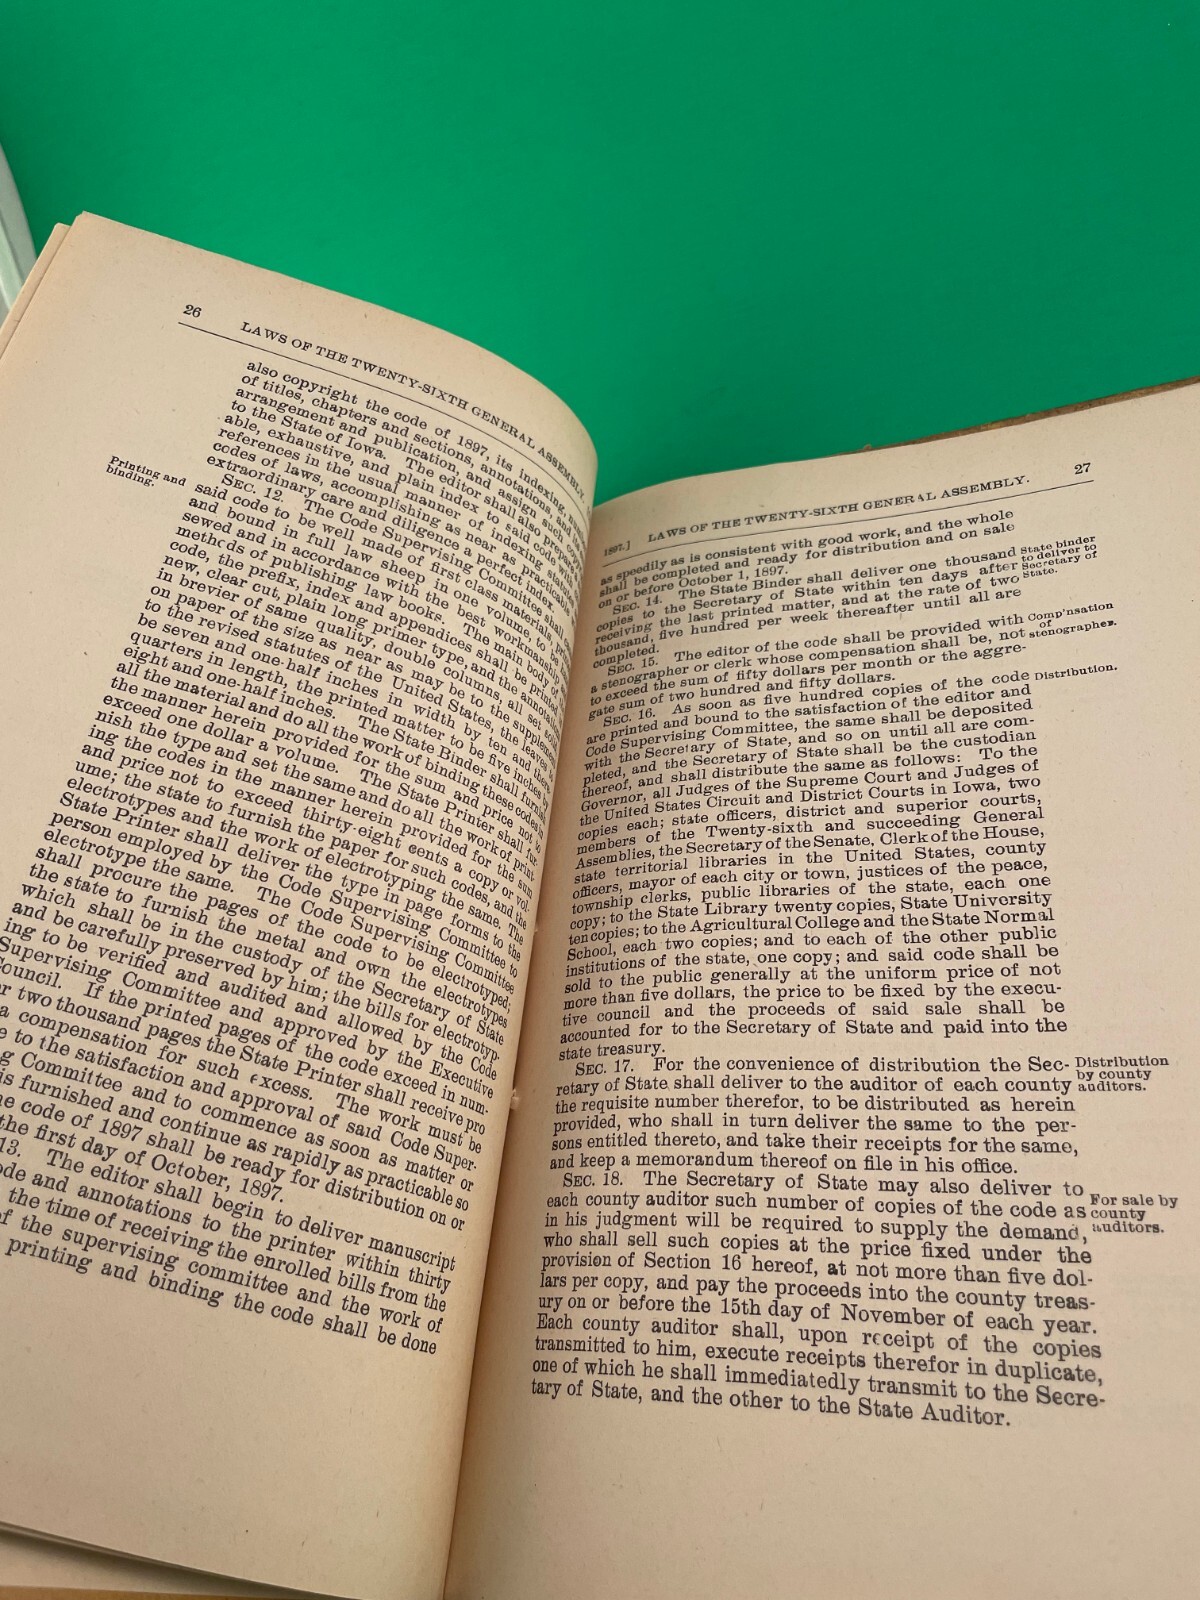 26
LAWS OF THE TWENTY-SIXTH GENERAL ASSEMBLY.
also copyright the code of 1897, its indexing,
of titles, chapters and sections, annotations, and its
arrangement and publication, and assign such
to the State of Iowa. The editor shall also prepare a
able, exhaustive, and plain index to said code with
references in the usual manner of indexing statutes
codes of laws, accomplishing as near as practicable
extraordinary care and diligence a perfect index.
Printing and
binding.
SEC. 12. The Code Supervising Committee shall
said code to be well made of first class materials,
and bound in full law sheep in one volume, to be
sewed and in accordance with the best workmanship
methods of publishing law books. The main body of
code, the prefix, index and appendices shall be printed
new, clear cut, plain long primer type, and the annotations
in brevier of same quality, double columns, all set
on paper of the size as near as may be to the supplement
to the revised statutes of the United States, the leaves
be seven and one-half inches in width by ten and three
quarters in length, the printed matter to be five inches by
eight and one-half inches. The State Binder shall furnish
all the material and do all the work of binding these codes in
the manner herein provided for the sum and price not to
exceed one dollar a volume. The State Printer shall fur-
nish the type and set the same and do all the work of print-
ing the codes in the manner herein provided for the sum
and price not to exceed thirty-eight cents a copy or vol-
ume; the state to furnish the paper for such codes, and the
electrotypes and the work of electrotyping the same. The
State Printer shall deliver the type in page forms to the
person employed by the Code Supervising Committee to
electrotype the same. The Code Supervising Committee
shall procure the pages of the code to be electrotyped;
the state to furnish the metal and own the electrotypes
which shall be in the custody of the Secretary of State
and be carefully preserved by him; the bills for electrotyp-
ing to be verified and audited and allowed by the Code
Supervising Committee and approved by the Executive
Council. If the printed pages of the code exceed in num-
two thousand pages the State Printer shall receive pro
a compensation for such excess. The work must be
to the satisfaction and approval of said Code Super-
Committee and to commence as soon as matter or
is furnished and continue as rapidly as practicable so
code of 1897 shall be ready for distribution on or
the first day of October, 1897.
13. The editor shall begin to deliver manuscript
and annotations to the printer within thirty
the time of receiving the enrolled bills from the
of the supervising committee and the work of
printing and binding the code shall be done
1897.] LAWS OF THE TWENTY-SIXTH GENERAL ASSEMBLY. 27
as speedily as is consistent with good work, and the whole
shall be completed and ready for distribution and on sale
on or before October 1, 1897.
SEC. 14. The State Binder shall deliver one thousand
copies to the Secretary of State within ten days after
receiving the last printed matter, and at the rate of two
thousand, five hundred per week thereafter until all are
completed.
State binder
to deliver to
Secretary of
State.
SEC. 15. The editor of the code shall be provided with
a stenographer or clerk whose compensation shall be, not
to exceed the sum of fifty dollars per month or the aggre-
gate sum of two hundred and fifty dollars.
Comp'nsation
of
stenographer.
SEC. 16. As soon as five hundred copies of the code
are printed and bound to the satisfaction of the editor and
Code Supervising Committee, the same shall be deposited
with the Secretary of State, and so on until all are com-
pleted, and the Secretary of State shall be the custodian
thereof, and shall distribute the same as follows: To the
Governor, all Judges of the Supreme Court and Judges of
the United States Circuit and District Courts in Iowa, two
copies each; state officers, district and superior courts,
members of the Twenty-sixth and succeeding General
Assemblies, the Secretary of the Senate, Clerk of the House,
state territorial libraries in the United States, county
officers, mayor of each city or town, justices of the peace,
township clerks, public libraries of the state, each one
copy; to the State Library twenty copies, State University
ten copies; to the Agricultural College and the State Normal
School, each two copies; and to each of the other public
institutions of the state, one copy; and said code shall be
sold to the public generally at the uniform price of not
more than five dollars, the price to be fixed by the execu-
tive council and the proceeds of said sale shall be
accounted for to the Secretary of State and paid into the
state treasury.
Distribution.
SEC. 17. For the convenience of distribution the Sec-
retary of State shall deliver to the auditor of each county
the requisite number therefor, to be distributed as herein
provided, who shall in turn deliver the same to the per-
sons entitled thereto, and take their receipts for the same,
and keep a memorandum thereof on file in his office.
Distribution
by county
auditors.
SEC. 18. The Secretary of State may also deliver to
each county auditor such number of copies of the code as
in his judgment will be required to supply the demand,
who shall sell such copies at the price fixed under the
provision of Section 16 hereof, at not more than five dol-
lars per copy, and pay the proceeds into the county treas-
ury on or before the 15th day of November of each year.
Each county auditor shall, upon receipt of the copies
transmitted to him, execute receipts therefor in duplicate,
one of which he shall immediatedly transmit to the Secre-
tary of State, and the other to the State Auditor.
For sale by
county
auditors.